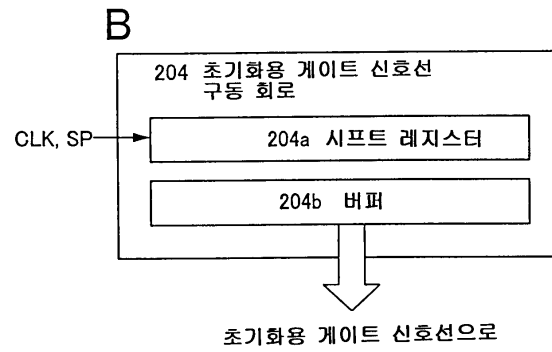 B
204 초기화용 게이트 신호선
구동 회로
CLK, SP
204a 시프트 레지스터
204b 버퍼
초기화용 게이트 신호선으로